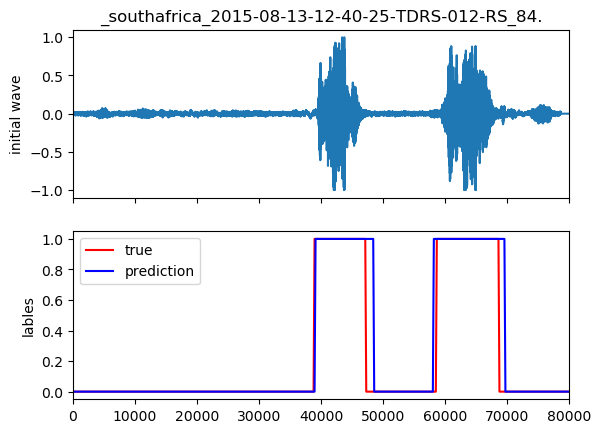 _southafrica_2015-08-13-12-40-25-TDRS-012-RS_84.
initial wave
1.0
0.5
0.0
−0.5
−1.0
lables
1.0
0.8
0.6
0.4
0.2
0.0
true
prediction
0 10000 20000 30000 40000 50000 60000 70000 80000